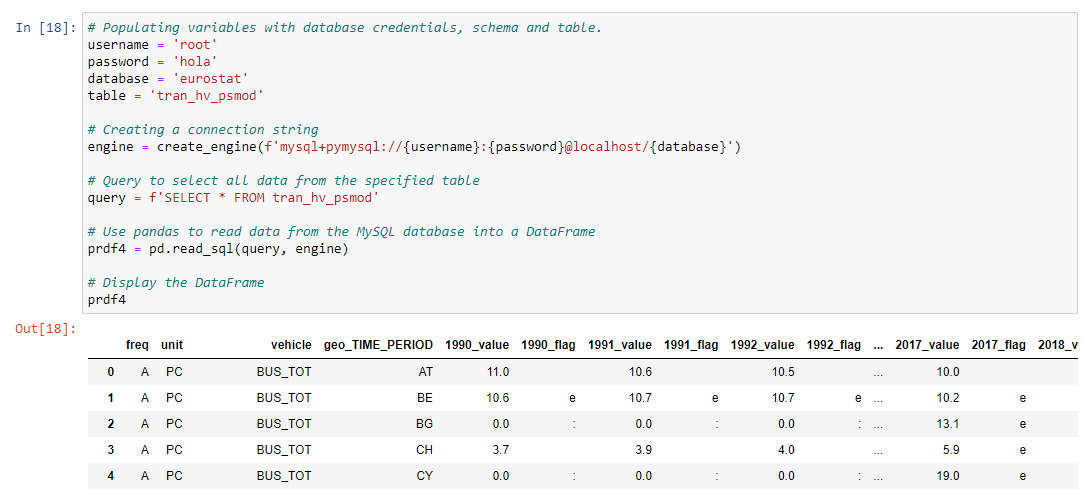 In [18]: # Populating variables with database credentials, schema and table.
username = 'root'
password = 'hola'
database = 'eurostat'
table = 'tran_hv_psmod'
# Creating a connection string
engine = create_engine(f'mysql+pymysql://{username}:{password}@localhost/{database}')
# Query to select all data from the specified table
query = f'SELECT * FROM tran_hv_psmod'
# Use pandas to read data from the MySQL database into a DataFrame
prdf4 = pd.read_sql(query, engine)
# Display the DataFrame
prdf4
Out[18]:
freq unit vehicle geo_TIME_PERIOD 1990_value 1990_flag 1991_value 1991_flag 1992_value 1992_flag ... 2017_value 2017_flag 2018_v
0 A PC BUS_TOT AT 11.0 10.6 10.5 ... 10.0
1 A PC BUS_TOT BE 10.6 e 10.7 e 10.7 e ... 10.2 e
2 A PC BUS_TOT BG 0.0 : 0.0 : 0.0 : ... 13.1 e
3 A PC BUS_TOT CH 3.7 3.9 4.0 ... 5.9 e
4 A PC BUS_TOT CY 0.0 : 0.0 : 0.0 : ... 19.0 e